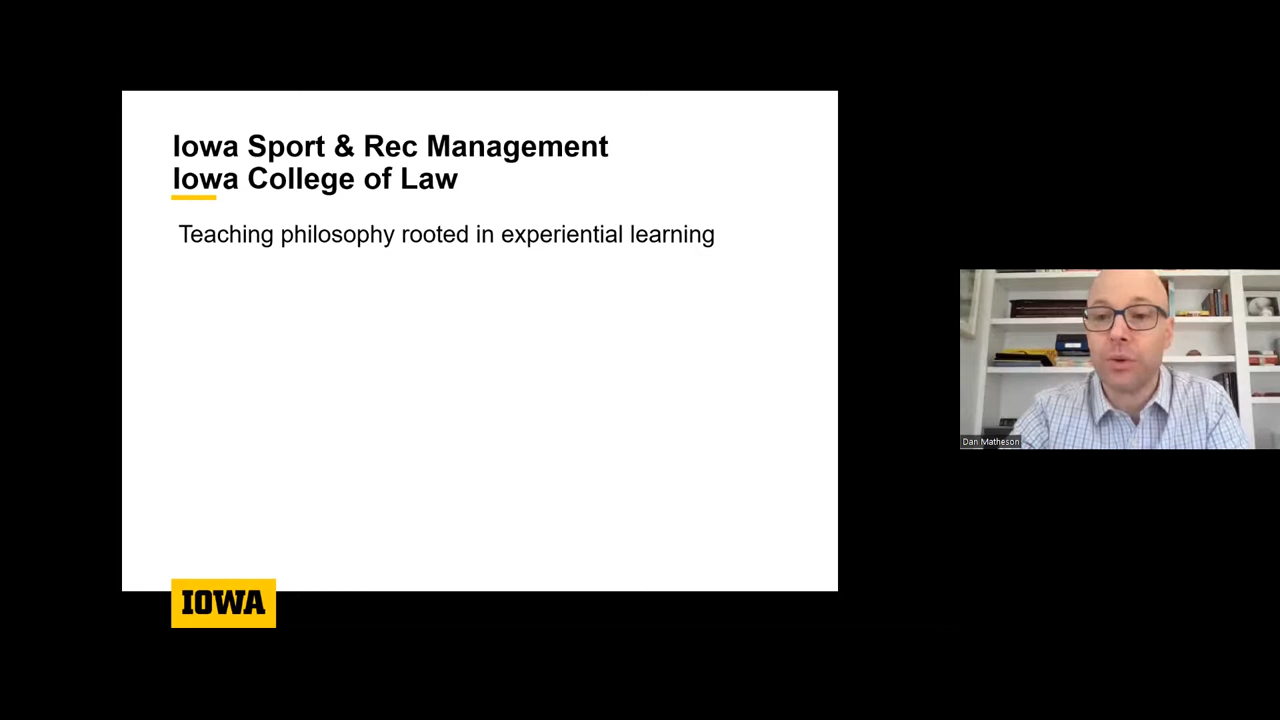 Iowa Sport & Rec Management
Iowa College of Law
Teaching philosophy rooted in experiential learning
Dan Matheson
IOWA